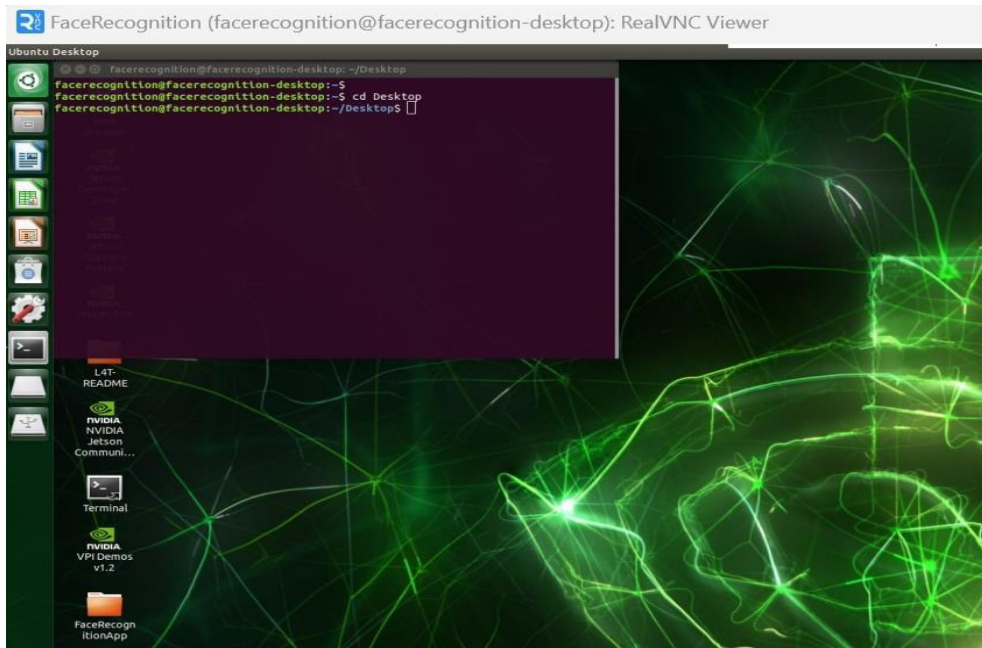 FaceRecognition (facerecognition@facerecognition-desktop): RealVNC Viewer
Ubuntu Desktop
facerecognition@facerecognition-desktop: ~/Desktop
facerecognition@facerecognition-desktop:~$
facerecognition@facerecognition-desktop:~$ cd Desktop
facerecognition@facerecognition-desktop:~/Desktop$
L4T-
README
NVIDIA
NVIDIA
Jetson
Communi...
Terminal
NVIDIA
VPI Demos
v1.2
FaceRecogn
itionApp